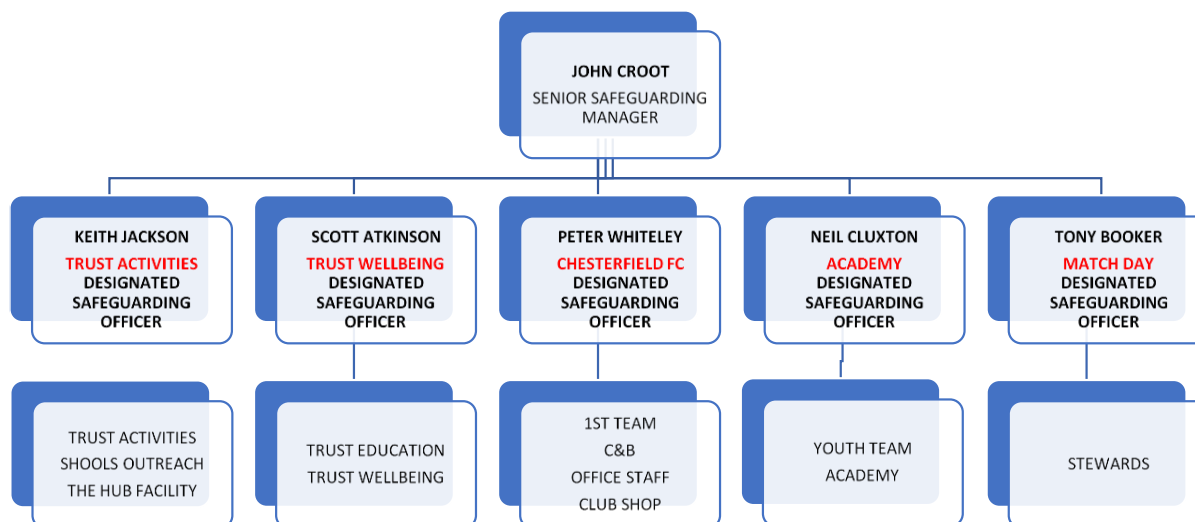 JOHN CROOT
SENIOR SAFEGUARDING
MANAGER
KEITH JACKSON
TRUST ACTIVITIES
DESIGNATED
SAFEGUARDING
OFFICER
SCOTT ATKINSON
TRUST WELLBEING
DESIGNATED
SAFEGUARDING
OFFICER
PETER WHITELEY
CHESTERFIELD FC
DESIGNATED
SAFEGUARDING
OFFICER
NEIL CLUXTON
ACADEMY
DESIGNATED
SAFEGUARDING
OFFICER
TONY BOOKER
MATCH DAY
DESIGNATED
SAFEGUARDING
OFFICER
TRUST ACTIVITIES
SHOOLS OUTREACH
THE HUB FACILITY
TRUST EDUCATION
TRUST WELLBEING
1ST TEAM
C&B
OFFICE STAFF
CLUB SHOP
YOUTH TEAM
ACADEMY
STEWARDS